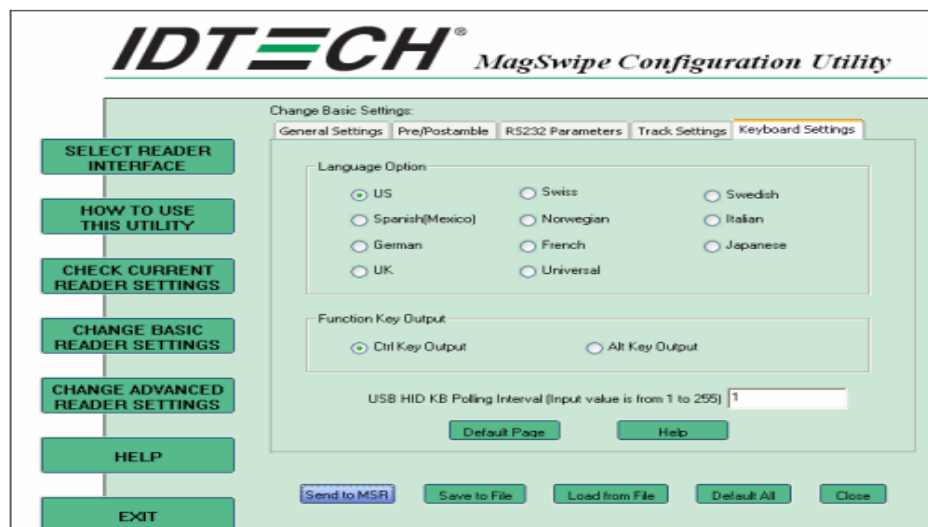 IDTECH®
MagSwipe Configuration Utility
Change Basic Settings:
General Settings Pre/Postamble RS232 Parameters Track Settings Keyboard Settings
SELECT READER
INTERFACE
HOW TO USE
THIS UTILITY
CHECK CURRENT
READER SETTINGS
CHANGE BASIC
READER SETTINGS
CHANGE ADVANCED
READER SETTINGS
HELP
EXIT
Language Option
US Swiss Swedish
Spanish(Mexico) Norwegian Italian
German French Japanese
UK Universal
Function Key Output
Ctrl Key Output Alt Key Output
USB HID KB Polling Interval (Input value is from 1 to 255) 1
Default Page Help
Send to MSR Save to File Load from File Default All Close